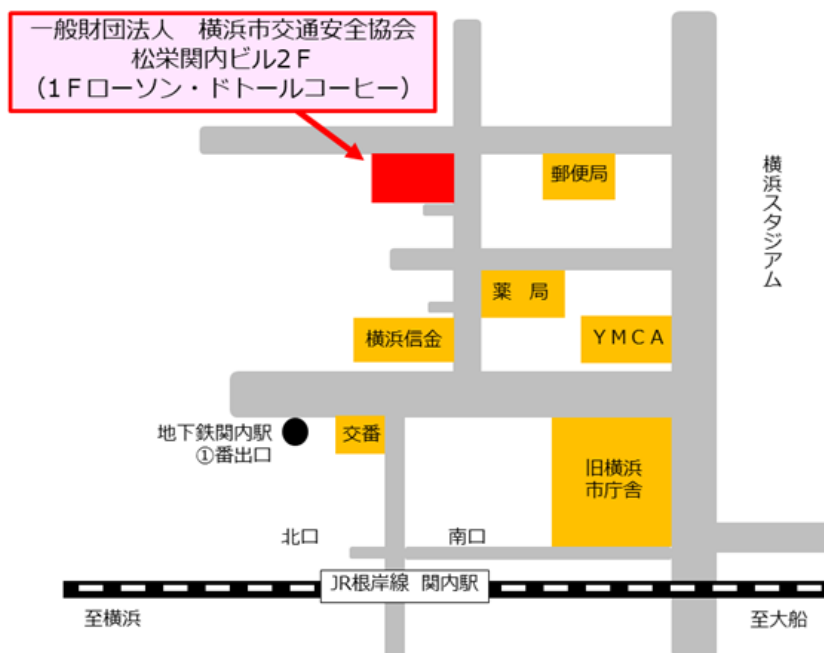 一般財団法人　横浜市交通安全協会
松栄関内ビル2F
（1Fローソン・ドトールコーヒー）
郵便局
横浜スタジアム
薬　局
横浜信金
YMCA
地下鉄関内駅
①番出口
交番
旧横浜
市庁舎
北口
南口
JR根岸線 関内駅
至横浜
至大船